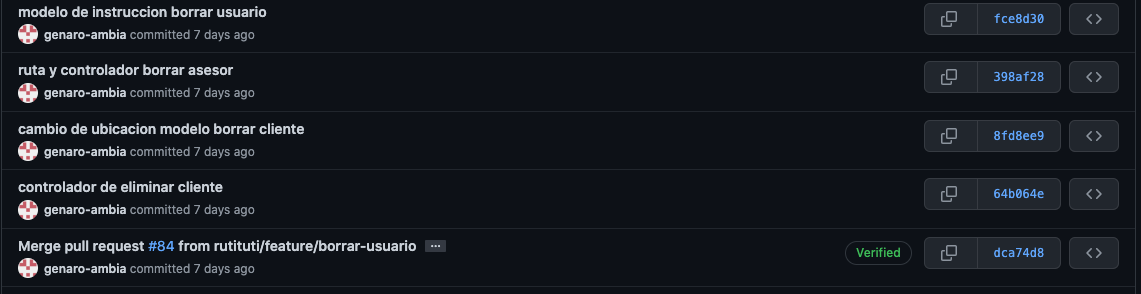 modelo de instruccion borrar usuario
genaro-ambia committed 7 days ago
fce8d30
ruta y controlador borrar asesor
genaro-ambia committed 7 days ago
398af28
cambio de ubicacion modelo borrar cliente
genaro-ambia committed 7 days ago
8fd8ee9
controlador de eliminar cliente
genaro-ambia committed 7 days ago
64b064e
Merge pull request #84 from rutituti/feature/borrar-usuario ...
genaro-ambia committed 7 days ago
Verified
dca74d8